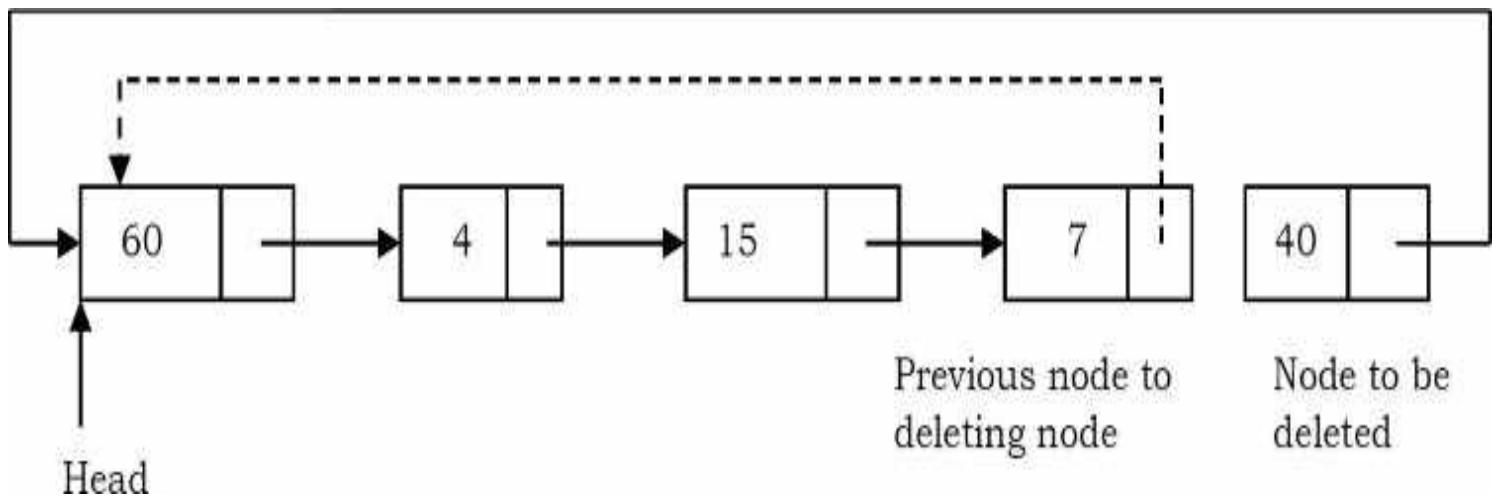 60 4 15 7 40
Previous node to
deleting node
Node to be
deleted
Head